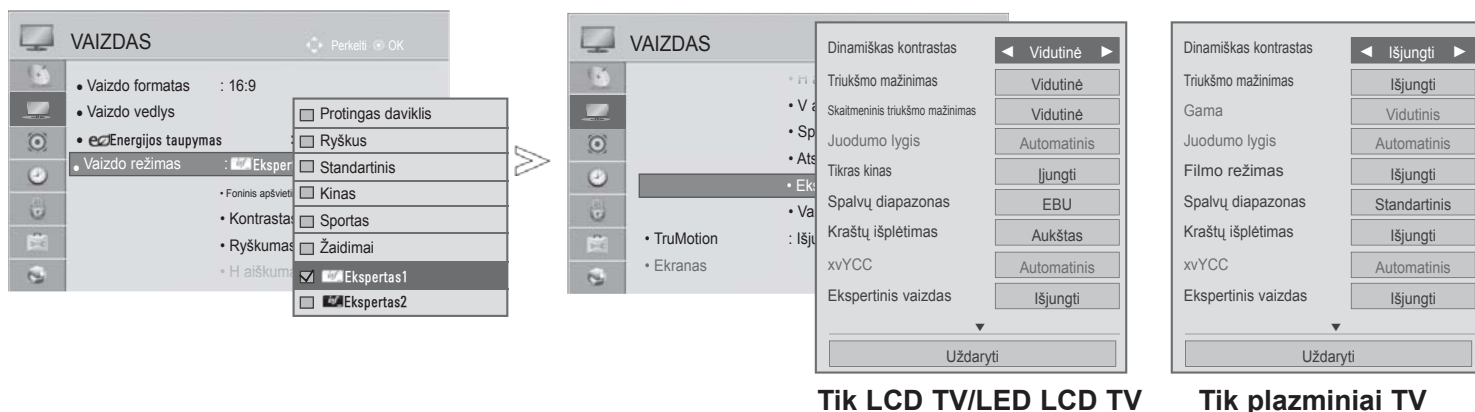 VAIZDAS
Perkelti OK
• Vaizdo formatas : 16:9
• Vaizdo vedlys
• Energijos taupymas :
• Vaizdo režimas : Eksper
• Foninis apšvieti
• Kontrastas
• Ryškumas
• H aiškuma
Protingas daviklis
Ryškus
Standartinis
Kinas
Sportas
Žaidimai
Ekspertas1
Ekspertas2
VAIZDAS
• H a
• V a
• Sp
• Ats
• Eks
• Va
• TruMotion : Išju
• Ekranas
Dinamiškas kontrastas ◄ Vidutinė ►
Triukšmo mažinimas Vidutinė
Skaitmeninis triukšmo mažinimas Vidutinė
Juodumo lygis Automatinis
Tikras kinas Įjungti
Spalvų diapazonas EBU
Kraštų išplėtimas Aukštas
xvYCC Automatinis
Ekspertinis vaizdas Išjungti
▼
Uždaryti
Tik LCD TV/LED LCD TV
Dinamiškas kontrastas ◄ Išjungti ►
Triukšmo mažinimas Išjungti
Gama Vidutinis
Juodumo lygis Automatinis
Filmo režimas Išjungti
Spalvų diapazonas Standartinis
Kraštų išplėtimas Išjungti
xvYCC Automatinis
Ekspertinis vaizdas Išjungti
▼
Uždaryti
Tik plazminiai TV